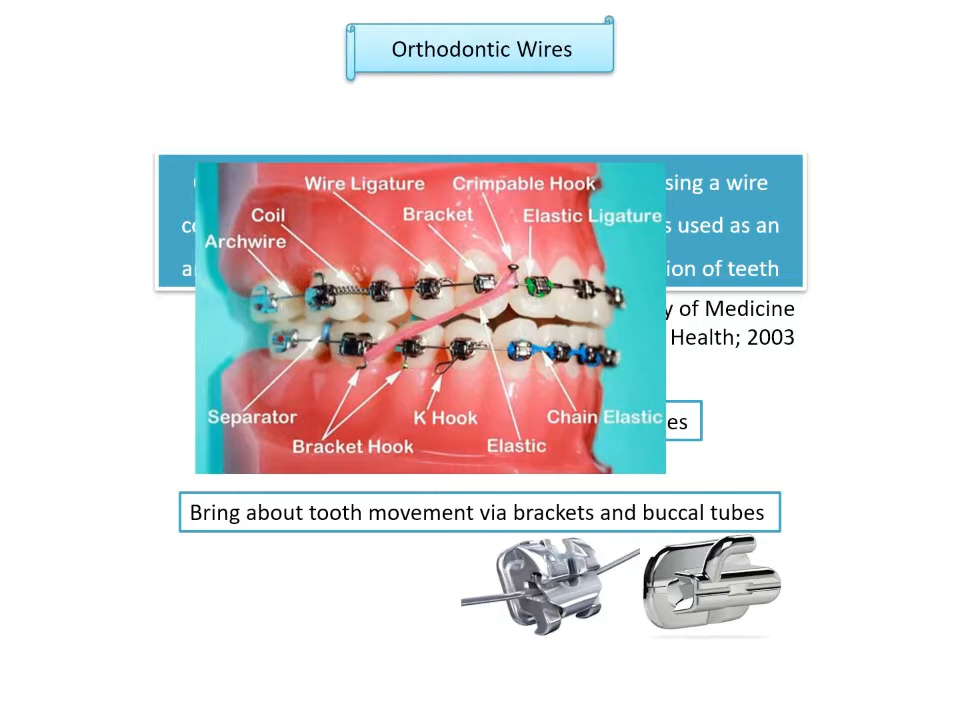 Orthodontic Wires
sing a wire
used as an
ion of teeth
Wire Ligature
Crimpable Hook
Coil
Bracket
Elastic Ligature
Archwire
of Medicine
Health; 2003
Separator
K Hook
Chain Elastic
Bracket Hook
Elastic
es
Bring about tooth movement via brackets and buccal tubes